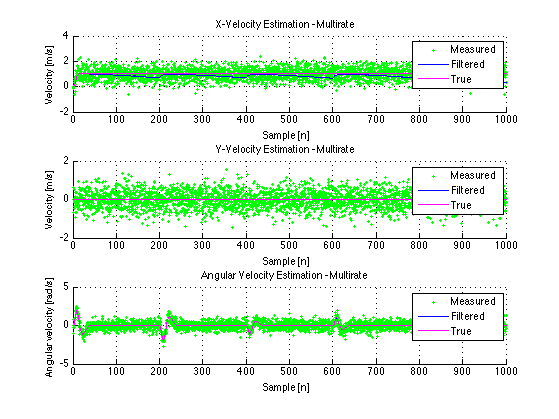 X-Velocity Estimation - Multirate
4
2
0
-2
Velocity [m/s]
0 100 200 300 400 500 600 700 800 900 1000
Sample [n]
Measured
Filtered
True
Y-Velocity Estimation - Multirate
2
0
-2
Velocity [m/s]
0 100 200 300 400 500 600 700 800 900 1000
Sample [n]
Measured
Filtered
True
Angular Velocity Estimation - Multirate
5
0
-5
Angular velocity [rad/s]
0 100 200 300 400 500 600 700 800 900 1000
Sample [n]
Measured
Filtered
True